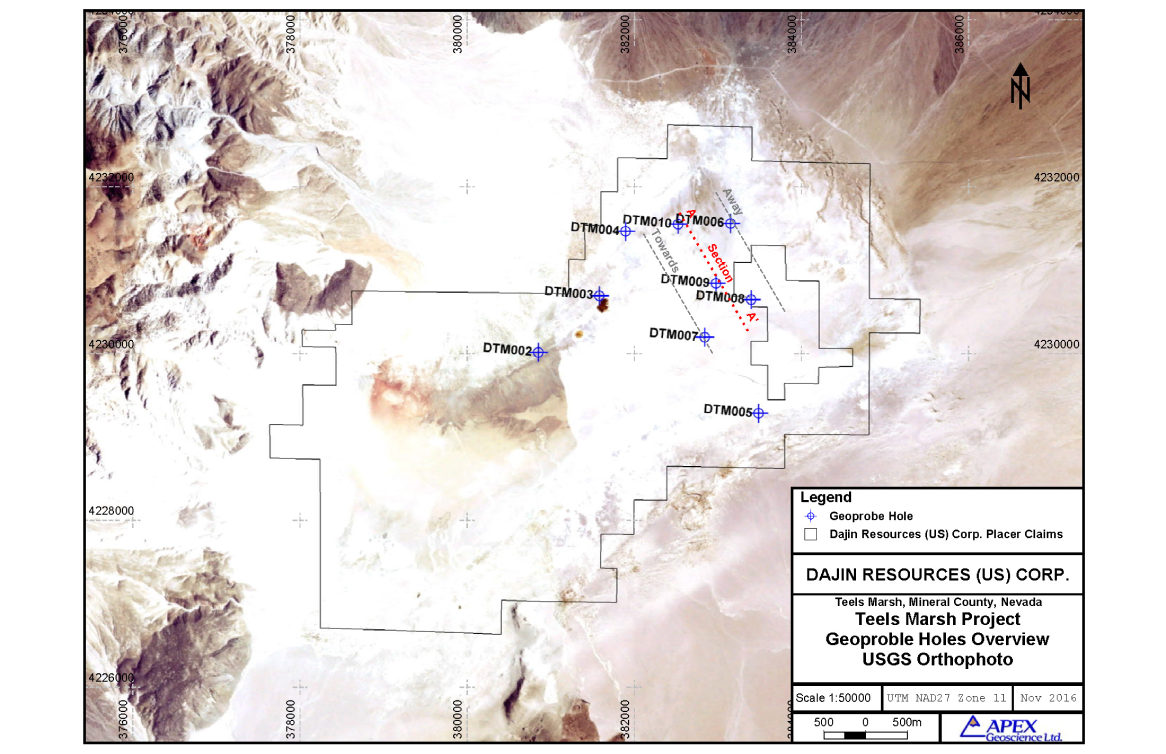 376000
378000
380000
382000
384000
386000
N
4232000
4232000
Away
A
DTM010
DTM006
DTM004
Towards
Section
DTM009
DTM003
DTM008
A'
DTM007
4230000
4230000
DTM002
DTM005
4228000
4226000
376000
378000
380000
382000
Legend
Geoprobe Hole
Dajin Resources (US) Corp. Placer Claims
DAJIN RESOURCES (US) CORP.
Teels Marsh, Mineral County, Nevada
Teels Marsh Project
Geoproble Holes Overview
USGS Orthophoto
Scale 1:50000
UTM NAD27 Zone 11
Nov 2016
500 0 500m
APEX
Geoscience Ltd.